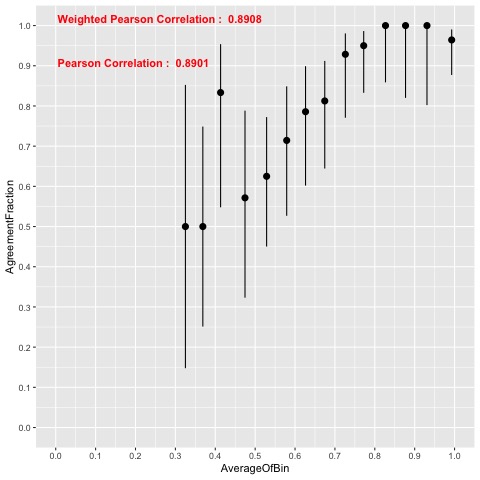 Weighted Pearson Correlation :  0.8908
Pearson Correlation :  0.8901
AgreementFraction
1.0
0.9
0.8
0.7
0.6
0.5
0.4
0.3
0.2
0.1
0.0
0.0 0.1 0.2 0.3 0.4 0.5 0.6 0.7 0.8 0.9 1.0
AverageOfBin